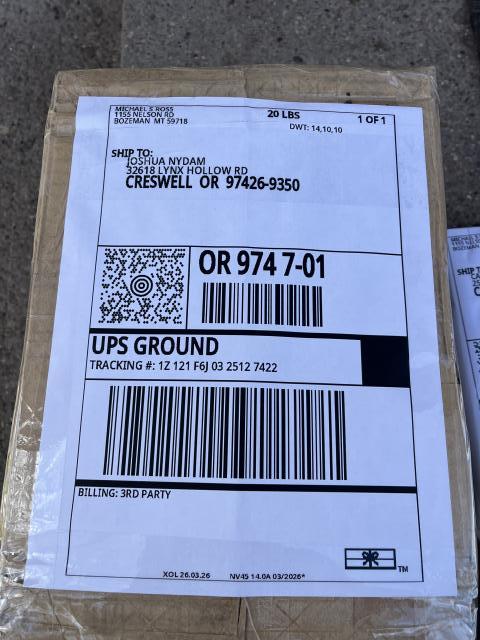 MICHAEL S ROSS
1155 NELSON RD
BOZEMAN MT 59718
20 LBS
1 OF 1
DWT: 14,10,10
SHIP TO:
JOSHUA NYDAM
32618 LYNX HOLLOW RD
CRESWELL OR 97426-9350
OR 974 7-01
UPS GROUND
TRACKING #: 1Z 121 F6J 03 2512 7422
BILLING: 3RD PARTY
XOL 26.03.26
NV45 14.0A 03/2026*
TM
SHIP T